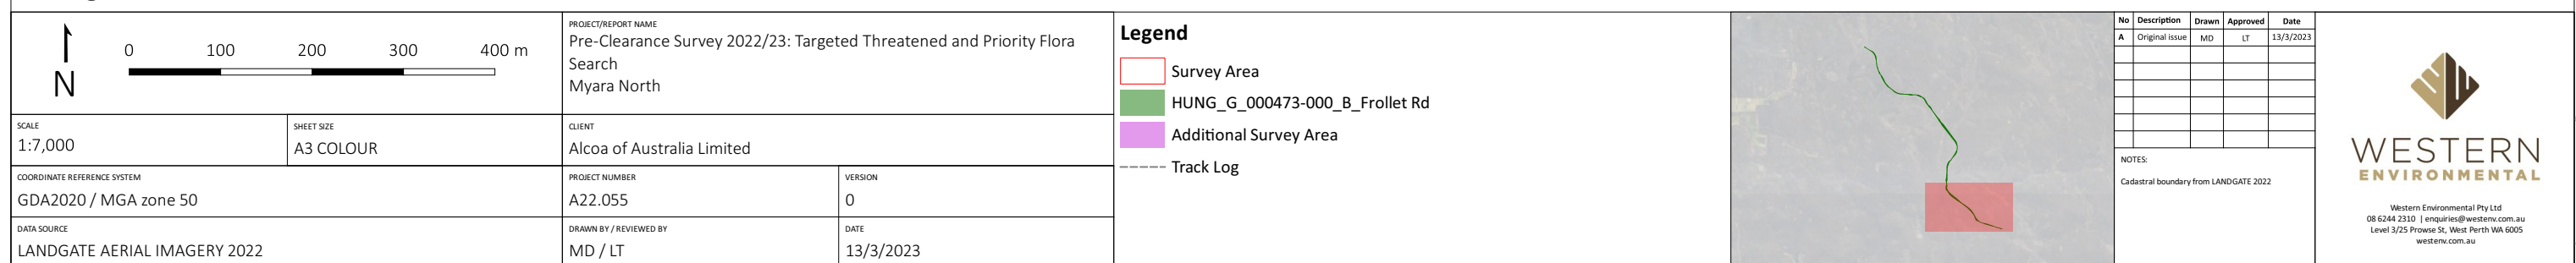 0 100 200 300 400 m
N
SCALE
1:7,000
SHEET SIZE
A3 COLOUR
COORDINATE REFERENCE SYSTEM
GDA2020 / MGA zone 50
DATA SOURCE
LANDGATE AERIAL IMAGERY 2022
PROJECT/REPORT NAME
Pre-Clearance Survey 2022/23: Targeted Threatened and Priority Flora
Search
Myara North
CLIENT
Alcoa of Australia Limited
PROJECT NUMBER
A22.055
VERSION
0
DRAWN BY / REVIEWED BY
MD / LT
DATE
13/3/2023
Legend
Survey Area
HUNG_G_000473-000_B_Frollet Rd
Additional Survey Area
Track Log
No Description Drawn Approved Date
A Original issue MD LT 13/3/2023
NOTES:
Cadastral boundary from LANDGATE 2022
WESTERN
ENVIRONMENTAL
Western Environmental Pty Ltd
08 6244 2310 | enquiries@westenv.com.au
Level 3/25 Prowse St, West Perth WA 6005
westenv.com.au